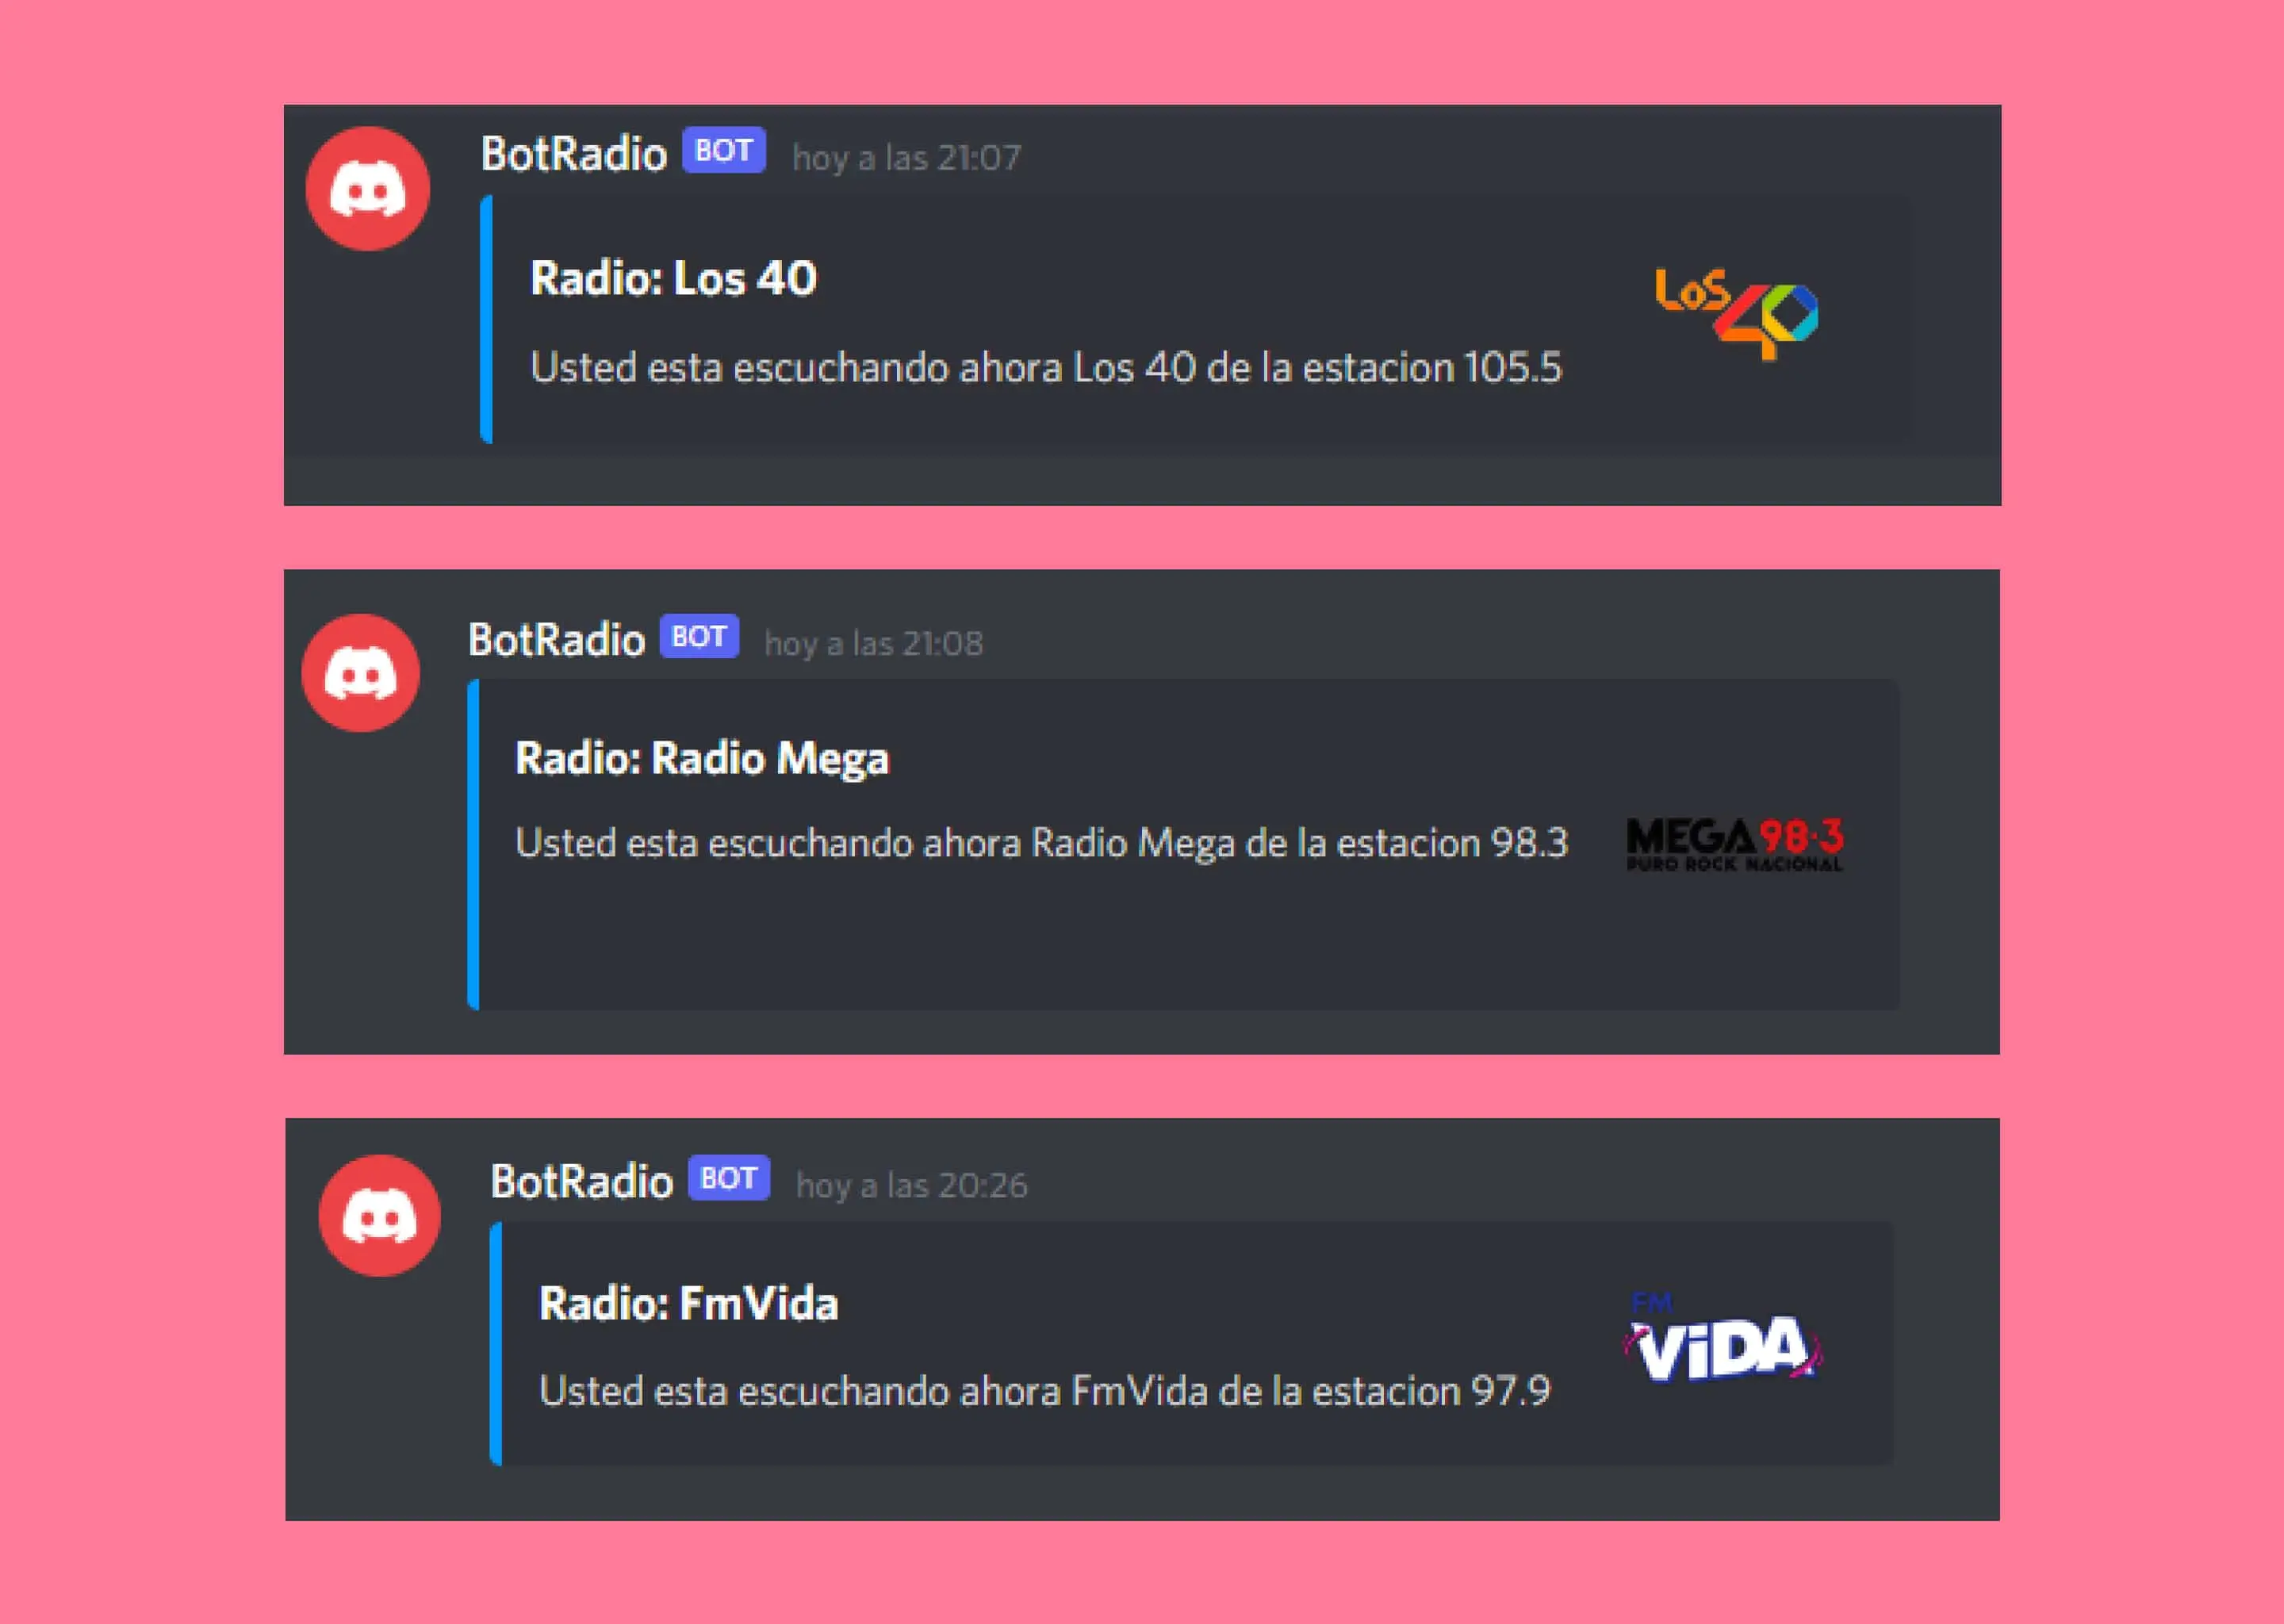 BotRadio BOT hoy a las 21:07
Radio: Los 40
Usted esta escuchando ahora Los 40 de la estacion 105.5
LoS
40
BotRadio BOT hoy a las 21:08
Radio: Radio Mega
Usted esta escuchando ahora Radio Mega de la estacion 98.3
MEGA 98·3
PURO ROCK NACIONAL
BotRadio BOT hoy a las 20:26
Radio: FmVida
Usted esta escuchando ahora FmVida de la estacion 97.9
FM
ViDA